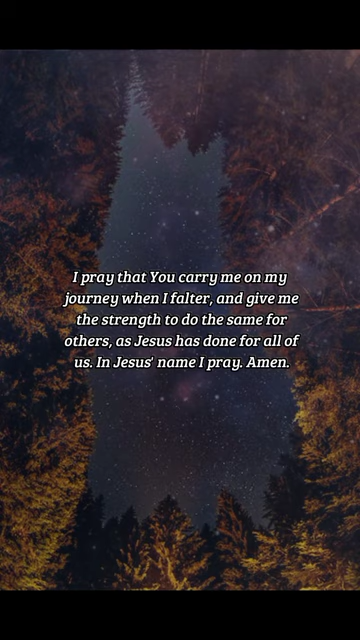 I pray that You carry me on my
journey when I falter, and give me
the strength to do the same for
others, as Jesus has done for all of
us. In Jesus' name I pray. Amen.